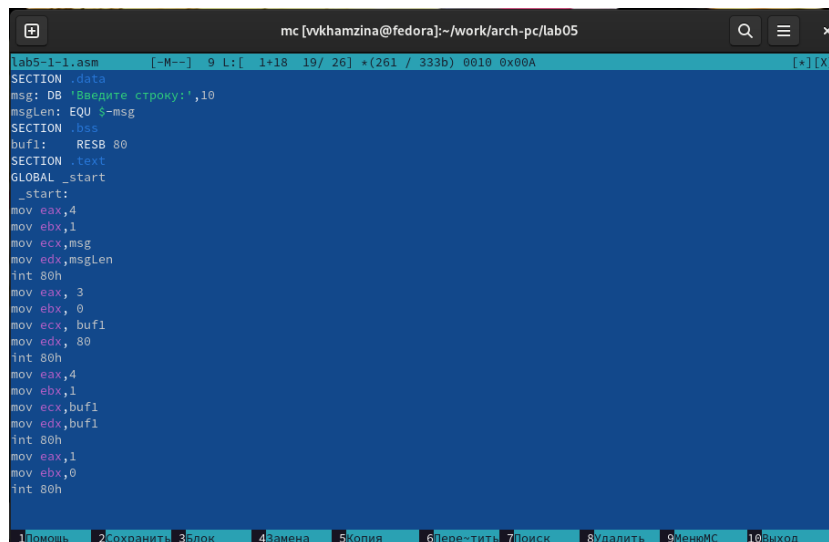 mc [vvkhamzina@fedora]:~/work/arch-pc/lab05
lab5-1-1.asm [-M--] 9 L:[ 1+18 19/ 26] *(261 / 333b) 0010 0x00A [*][X
SECTION .data
msg: DB 'Введите строку:',10
msgLen: EQU $-msg
SECTION .bss
buf1: RESB 80
SECTION .text
GLOBAL _start
_start:
mov eax,4
mov ebx,1
mov ecx,msg
mov edx,msgLen
int 80h
mov eax, 3
mov ebx, 0
mov ecx, buf1
mov edx, 80
int 80h
mov eax,4
mov ebx,1
mov ecx,buf1
mov edx,buf1
int 80h
mov eax,1
mov ebx,0
int 80h
1Помощь 2Сохранить 3Блок 4Замена 5Копия 6Пере~тить 7Поиск 8Удалить 9МенюМС 10Выход